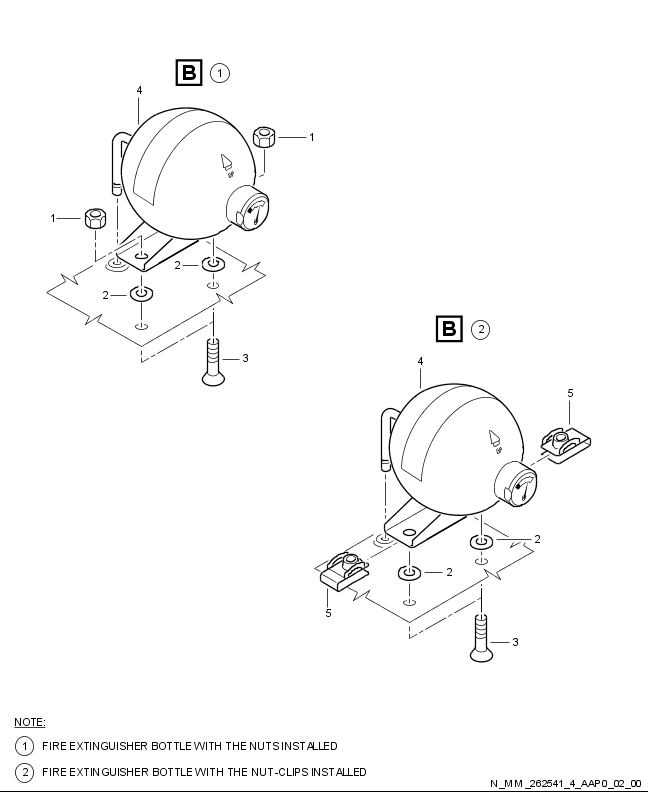 B 1
4
1
1
2
2
3
B 2
4
5
2
2
5
3
NOTE:
1 FIRE EXTINGUISHER BOTTLE WITH THE NUTS INSTALLED
2 FIRE EXTINGUISHER BOTTLE WITH THE NUT-CLIPS INSTALLED
N_MM_262541_4_AAP0_02_00